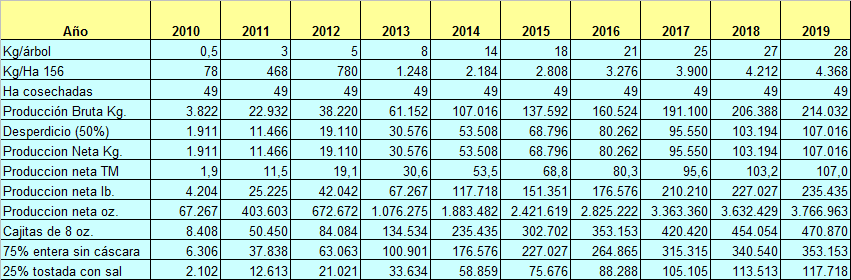 Año 2010 2011 2012 2013 2014 2015 2016 2017 2018 2019
Kg/árbol 0,5 3 5 8 14 18 21 25 27 28
Kg/Ha 156 78 468 780 1.248 2.184 2.808 3.276 3.900 4.212 4.368
Ha cosechadas 49 49 49 49 49 49 49 49 49 49
Producción Bruta Kg. 3.822 22.932 38.220 61.152 107.016 137.592 160.524 191.100 206.388 214.032
Desperdicio (50%) 1.911 11.466 19.110 30.576 53.508 68.796 80.262 95.550 103.194 107.016
Produccion Neta Kg. 1.911 11.466 19.110 30.576 53.508 68.796 80.262 95.550 103.194 107.016
Produccion neta TM 1,9 11,5 19,1 30,6 53,5 68,8 80,3 95,6 103,2 107,0
Produccion neta lb. 4.204 25.225 42.042 67.267 117.718 151.351 176.576 210.210 227.027 235.435
Produccion neta oz. 67.267 403.603 672.672 1.076.275 1.883.482 2.421.619 2.825.222 3.363.360 3.632.429 3.766.963
Cajitas de 8 oz. 8.408 50.450 84.084 134.534 235.435 302.702 353.153 420.420 454.054 470.870
75% entera sin cáscara 6.306 37.838 63.063 100.901 176.576 227.027 264.865 315.315 340.540 353.153
25% tostada con sal 2.102 12.613 21.021 33.634 58.859 75.676 88.288 105.105 113.513 117.718